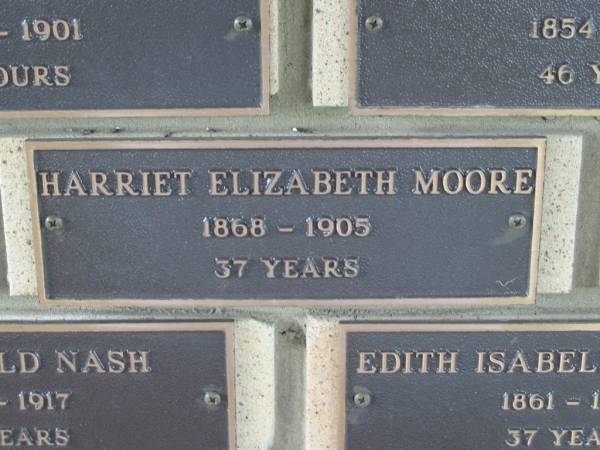 - 1901
OURS
1854
46 Y
HARRIET ELIZABETH MOORE
1868 - 1905
37 YEARS
LD NASH
- 1917
EARS
EDITH ISABEL
1861 - 1
37 YEA